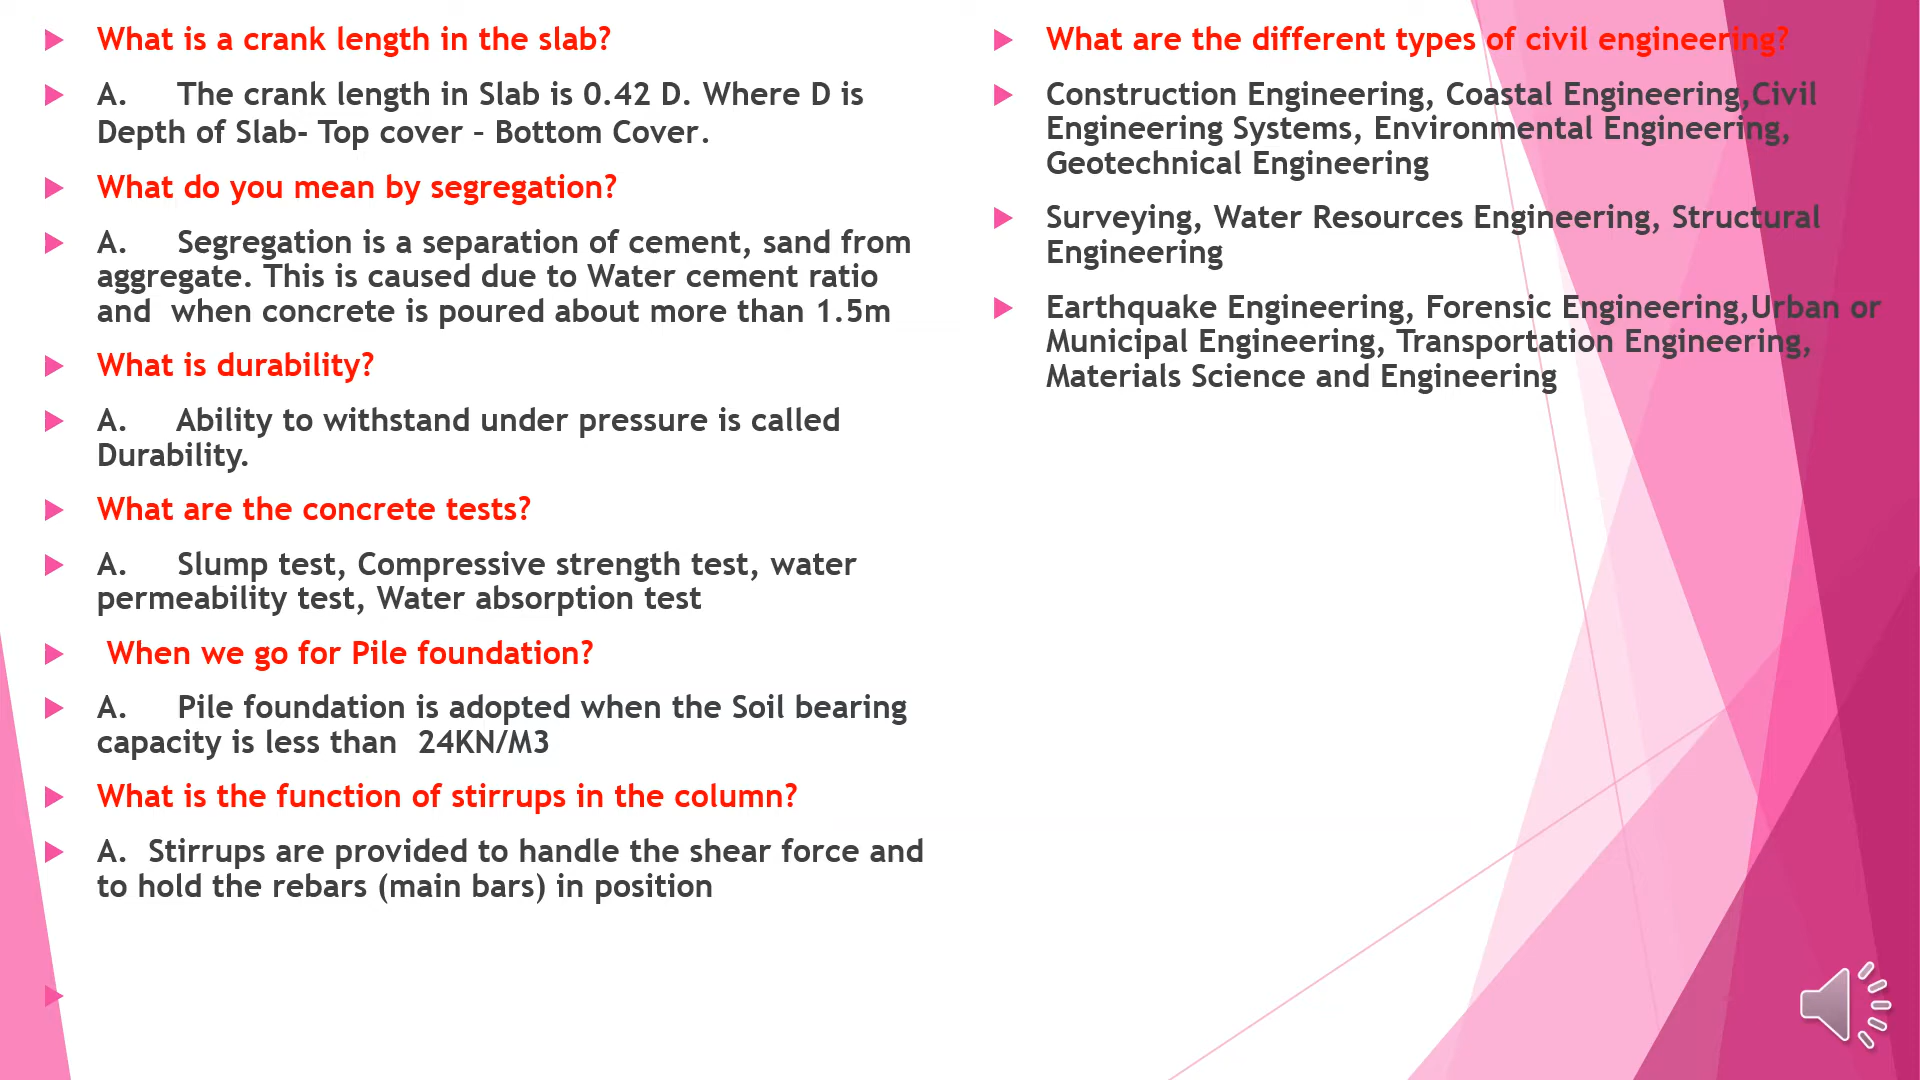 What is a crank length in the slab?
A. The crank length in Slab is 0.42 D. Where D is
Depth of Slab- Top cover – Bottom Cover.
What do you mean by segregation?
A. Segregation is a separation of cement, sand from
aggregate. This is caused due to Water cement ratio
and when concrete is poured about more than 1.5m
What is durability?
A. Ability to withstand under pressure is called
Durability.
What are the concrete tests?
A. Slump test, Compressive strength test, water
permeability test, Water absorption test
When we go for Pile foundation?
A. Pile foundation is adopted when the Soil bearing
capacity is less than 24KN/M3
What is the function of stirrups in the column?
A. Stirrups are provided to handle the shear force and
to hold the rebars (main bars) in position
What are the different types of civil engineering?
Construction Engineering, Coastal Engineering,Civil
Engineering Systems, Environmental Engineering,
Geotechnical Engineering
Surveying, Water Resources Engineering, Structural
Engineering
Earthquake Engineering, Forensic Engineering,Urban or
Municipal Engineering, Transportation Engineering,
Materials Science and Engineering